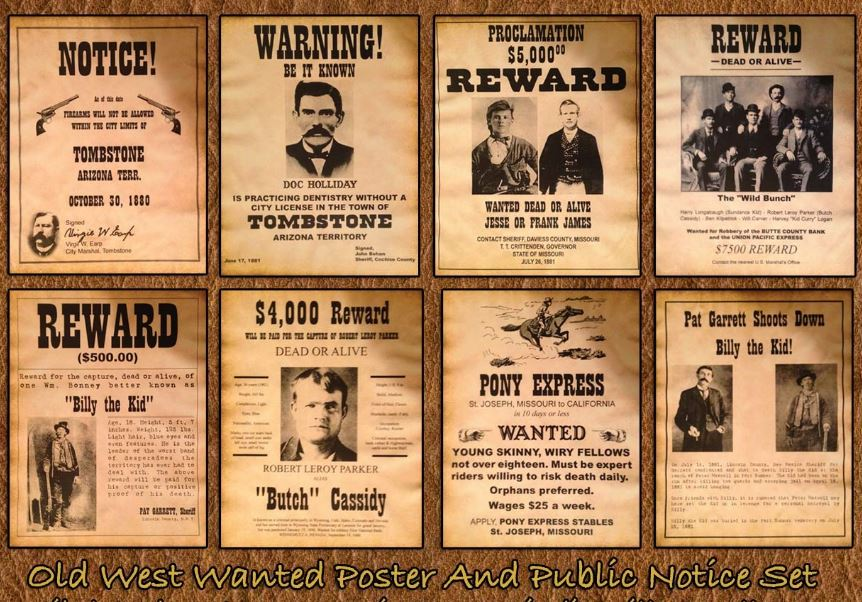 NOTICE!
As of this date
FIREARMS WILL NOT BE ALLOWED
WITHIN THE CITY LIMITS OF
TOMBSTONE
ARIZONA TERR.
OCTOBER 30, 1880
Signed
Virgil W Earp
Virgil W. Earp
City Marshal, Tombstone
WARNING!
BE IT KNOWN
DOC HOLLIDAY
IS PRACTICING DENTISTRY WITHOUT A
CITY LICENSE IN THE TOWN OF
TOMBSTONE
ARIZONA TERRITORY
Signed,
John Behan
Sheriff, Cochise County
June 17, 1881
PROCLAMATION
$5,00000
REWARD
WANTED DEAD OR ALIVE
JESSE OR FRANK JAMES
CONTACT SHERIFF, DAVIESS COUNTY, MISSOURI
T. T. CRITTENDEN, GOVERNOR
STATE OF MISSOURI
JULY 26, 1881
REWARD
—DEAD OR ALIVE—
The "Wild Bunch"
Harry Longabaugh (Sundance Kid) - Robert Leroy Parker (Butch
Cassidy) - Ben Kilpatrick - Will Carver - Harvey "Kid Curry" Logan
Wanted for Robbery of the BUTTE COUNTY BANK
and the UNION PACIFIC EXPRESS
$7500 REWARD
Contact the nearest U.S. Marshal's Office
REWARD
($500.00)
Reward for the capture, dead or alive, of
one Wm. Bonney better known as
"Billy the Kid"
Age, 18. Height, 5 ft, 7
inches. Weight, 125 lbs.
Light hair, blue eyes and
even features. He is the
leader of the worst band
of desperadoes the
territory has ever had to
deal with. The above
reward will be paid for
his capture or positive
proof of his death.
PAT GARRETT, Sheriff
Lincoln County, N.M.
$4,000 Reward
WILL BE PAID FOR THE CAPTURE OF ROBERT LEROY PARKER
DEAD OR ALIVE
ROBERT LEROY PARKER
ALIAS
"Butch" Cassidy
PONY EXPRESS
St. JOSEPH, MISSOURI to CALIFORNIA
in 10 days or less
WANTED
YOUNG SKINNY, WIRY FELLOWS
not over eighteen. Must be expert
riders willing to risk death daily.
Orphans preferred.
Wages $25 a week.
APPLY, PONY EXPRESS STABLES
St. JOSEPH, MISSOURI
Pat Garrett Shoots Down
Billy the Kid!
Old West Wanted Poster And Public Notice Set